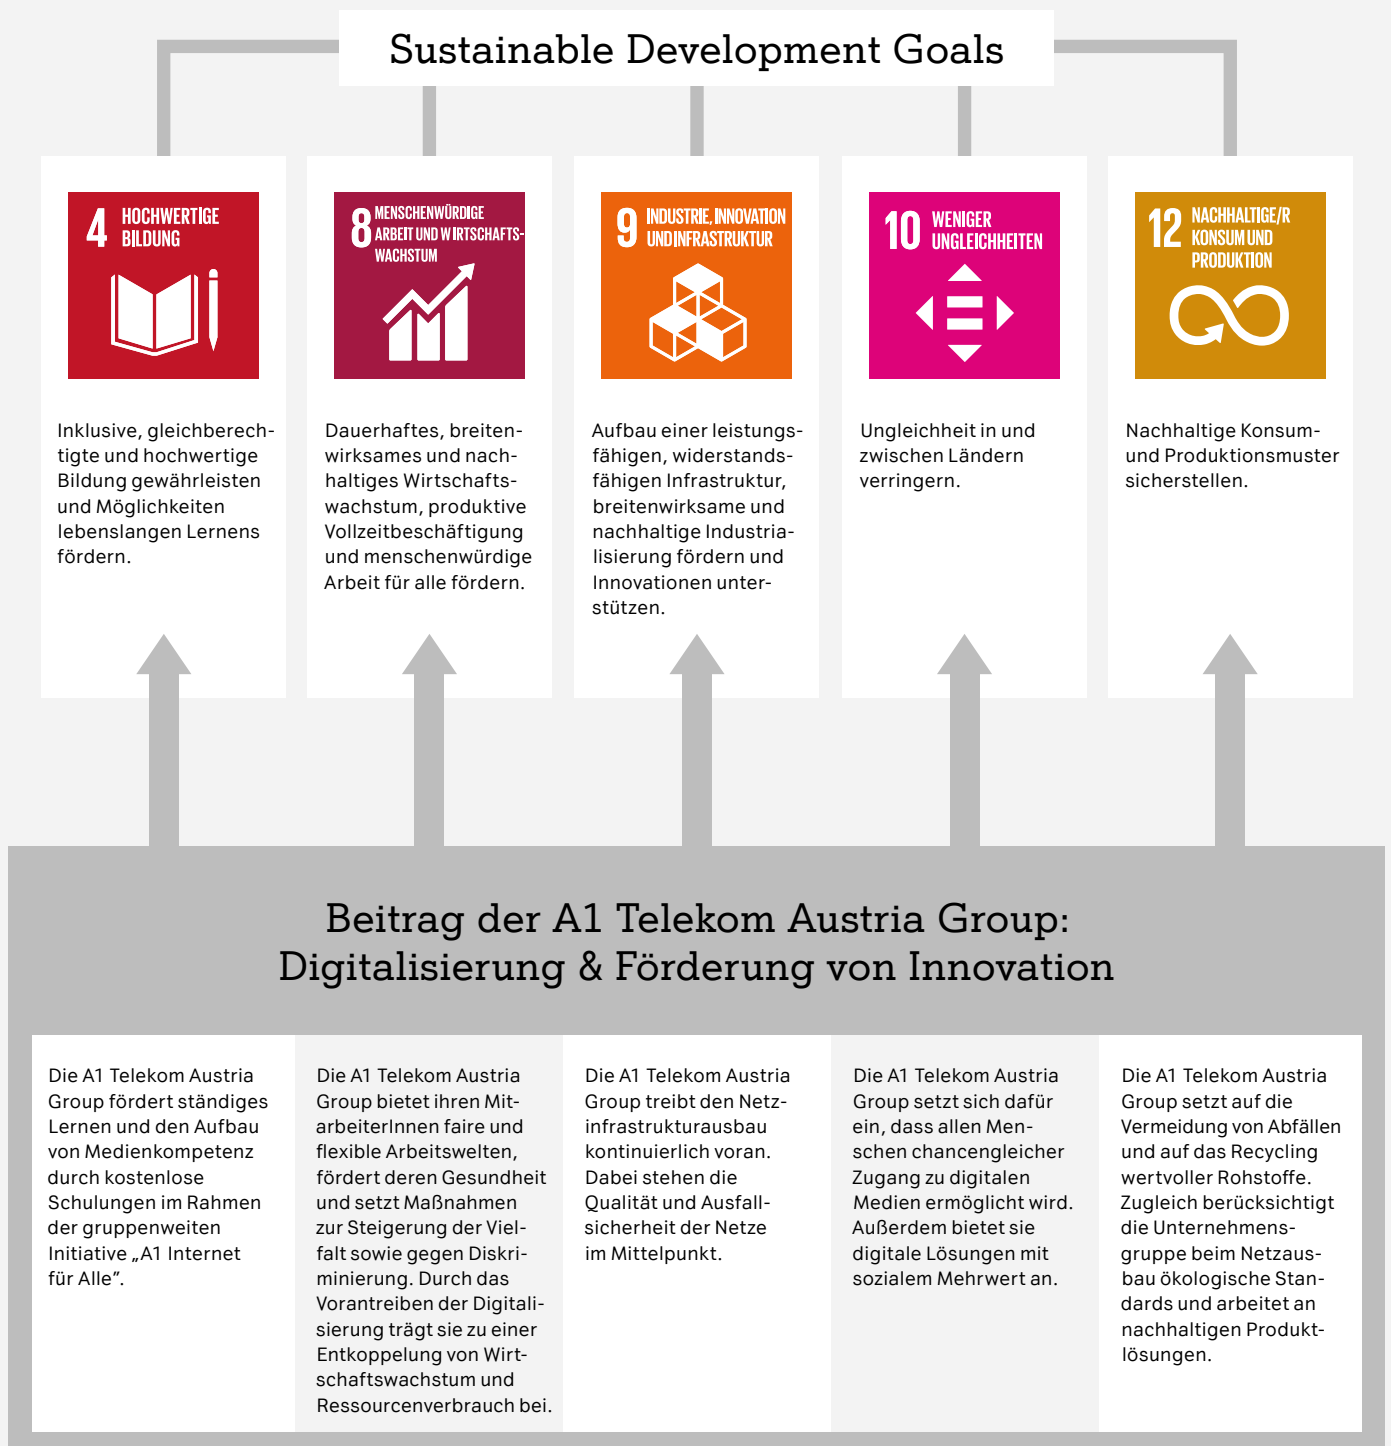 Sustainable Development Goals
4 HOCHWERTIGE
BILDUNG
Inklusive, gleichberech-
tigte und hochwertige
Bildung gewährleisten
und Möglichkeiten
lebenslangen Lernens
fördern.
8 MENSCHENWÜRDIGE
ARBEIT UND WIRTSCHAFTS-
WACHSTUM
Dauerhaftes, breiten-
wirksames und nach-
haltiges Wirtschafts-
wachstum, produktive
Vollzeitbeschäftigung
und menschenwürdige
Arbeit für alle fördern.
9 INDUSTRIE, INNOVATION
UND INFRASTRUKTUR
Aufbau einer leistungs-
fähigen, widerstands-
fähigen Infrastruktur,
breitenwirksame und
nachhaltige Industria-
lisierung fördern und
Innovationen unter-
stützen.
10 WENIGER
UNGLEICHHEITEN
Ungleichheit in und
zwischen Ländern
verringern.
12 NACHHALTIGE/R
KONSUM UND
PRODUKTION
Nachhaltige Konsum-
und Produktionsmuster
sicherstellen.
Beitrag der A1 Telekom Austria Group:
Digitalisierung & Förderung von Innovation
Die A1 Telekom Austria
Group fördert ständiges
Lernen und den Aufbau
von Medienkompetenz
durch kostenlose
Schulungen im Rahmen
der gruppenweiten
Initiative „A1 Internet
für Alle”.
Die A1 Telekom Austria
Group bietet ihren Mit-
arbeiterInnen faire und
flexible Arbeitswelten,
fördert deren Gesundheit
und setzt Maßnahmen
zur Steigerung der Viel-
falt sowie gegen Diskri-
minierung. Durch das
Vorantreiben der Digitali-
sierung trägt sie zu einer
Entkoppelung von Wirt-
schaftswachstum und
Ressourcenverbrauch bei.
Die A1 Telekom Austria
Group treibt den Netz-
infrastrukturausbau
kontinuierlich voran.
Dabei stehen die
Qualität und Ausfall-
sicherheit der Netze
im Mittelpunkt.
Die A1 Telekom Austria
Group setzt sich dafür
ein, dass allen Men-
schen chancengleicher
Zugang zu digitalen
Medien ermöglicht wird.
Außerdem bietet sie
digitale Lösungen mit
sozialem Mehrwert an.
Die A1 Telekom Austria
Group setzt auf die
Vermeidung von Abfällen
und auf das Recycling
wertvoller Rohstoffe.
Zugleich berücksichtigt
die Unternehmens-
gruppe beim Netzaus-
bau ökologische Stan-
dards und arbeitet an
nachhaltigen Produkt-
lösungen.